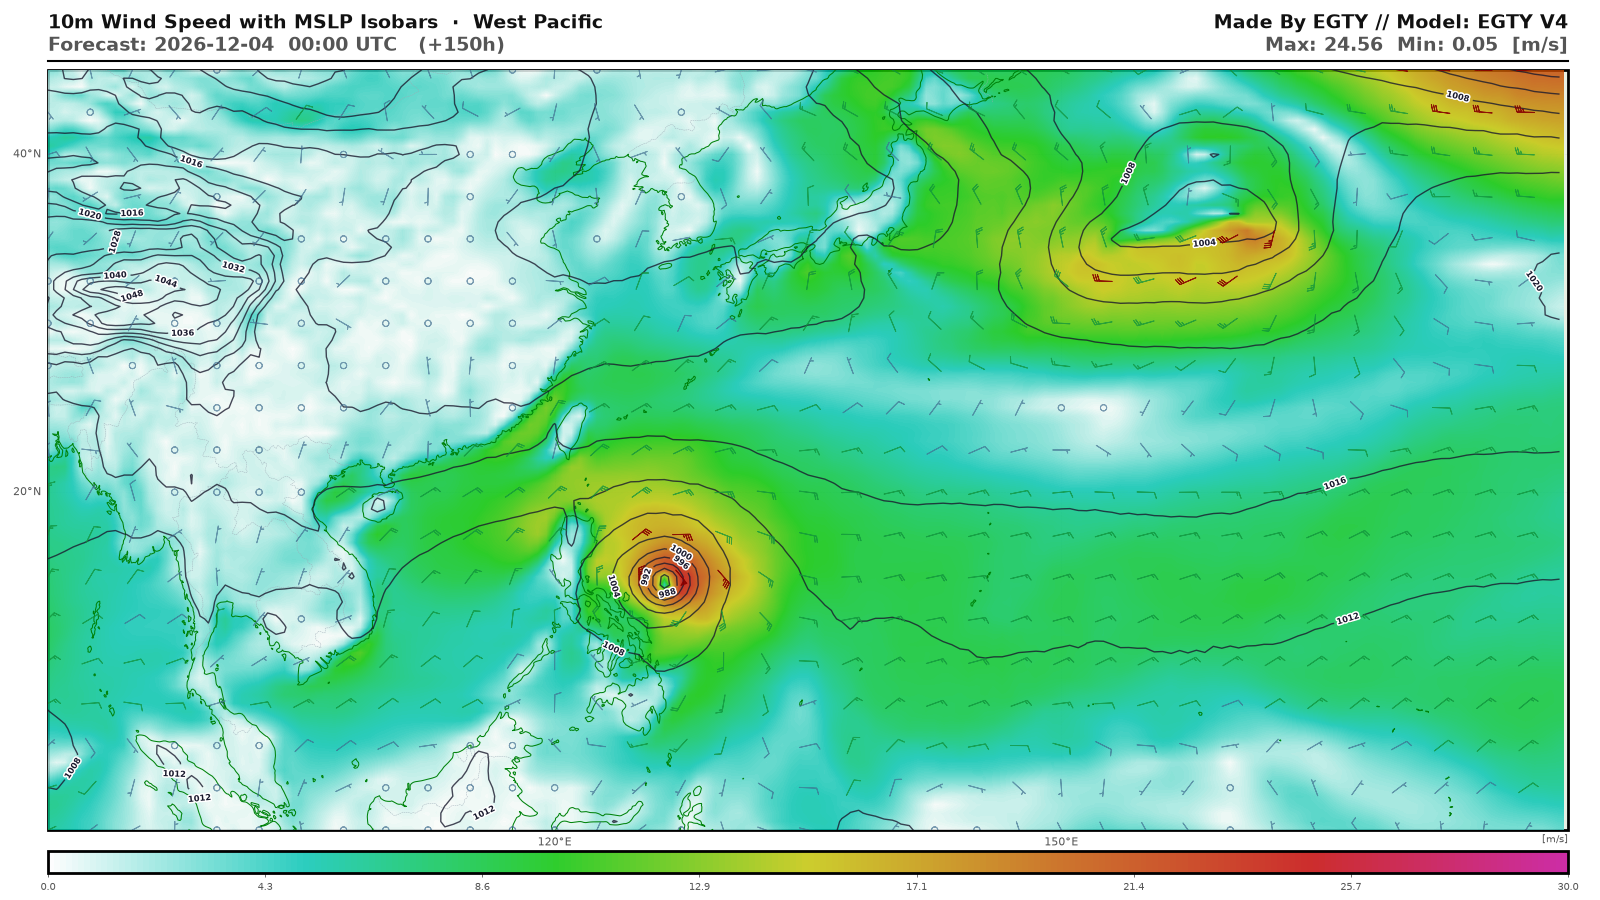 10m Wind Speed with MSLP Isobars · West Pacific
Made By EGTY // Model: EGTY V4
Forecast: 2026-12-04 00:00 UTC (+150h)
Max: 24.56 Min: 0.05 [m/s]
1008
40°N
1016
1008
1020
1016
1028
1004
1032
1040
1044
1020
1048
1036
20°N
1016
1000
996
992
1004
988
1012
1008
1008
1012
1012
1012
120°E
150°E
[m/s]
0.0 4.3 8.6 12.9 17.1 21.4 25.7 30.0